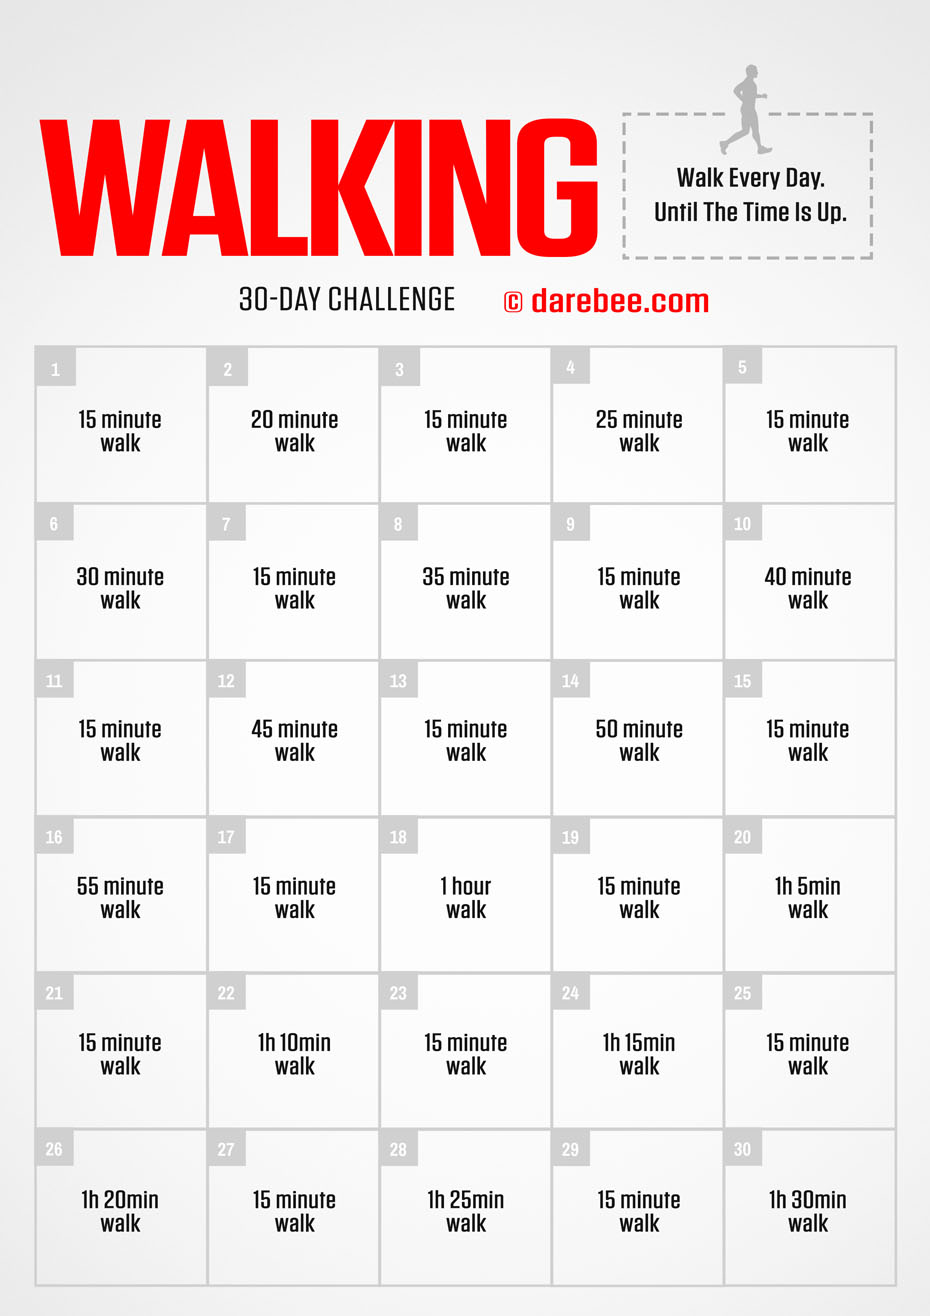 WALKING
Walk Every Day.
Until The Time Is Up.
30-DAY CHALLENGE
© darebee.com
1
15 minute
walk
2
20 minute
walk
3
15 minute
walk
4
25 minute
walk
5
15 minute
walk
6
30 minute
walk
7
15 minute
walk
8
35 minute
walk
9
15 minute
walk
10
40 minute
walk
11
15 minute
walk
12
45 minute
walk
13
15 minute
walk
14
50 minute
walk
15
15 minute
walk
16
55 minute
walk
17
15 minute
walk
18
1 hour
walk
19
15 minute
walk
20
1h 5min
walk
21
15 minute
walk
22
1h 10min
walk
23
15 minute
walk
24
1h 15min
walk
25
15 minute
walk
26
1h 20min
walk
27
15 minute
walk
28
1h 25min
walk
29
15 minute
walk
30
1h 30min
walk